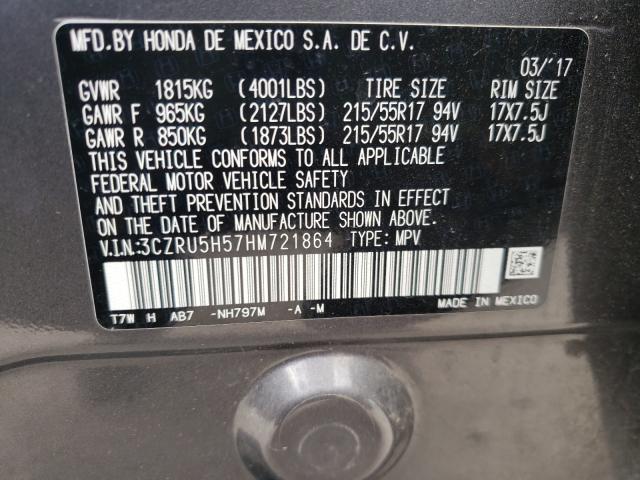 MFD.BY HONDA DE MEXICO S.A. DE C.V.
03/'17
GVWR 1815KG (4001LBS) TIRE SIZE RIM SIZE
GAWR F 965KG (2127LBS) 215/55R17 94V 17X7.5J
GAWR R 850KG (1873LBS) 215/55R17 94V 17X7.5J
THIS VEHICLE CONFORMS TO ALL APPLICABLE
FEDERAL MOTOR VEHICLE SAFETY
AND THEFT PREVENTION STANDARDS IN EFFECT
ON THE DATE OF MANUFACTURE SHOWN ABOVE.
V.I.N.:3CZRU5H57HM721864 TYPE: MPV
T7W H AB7 -NH797M -A -M
MADE IN MEXICO